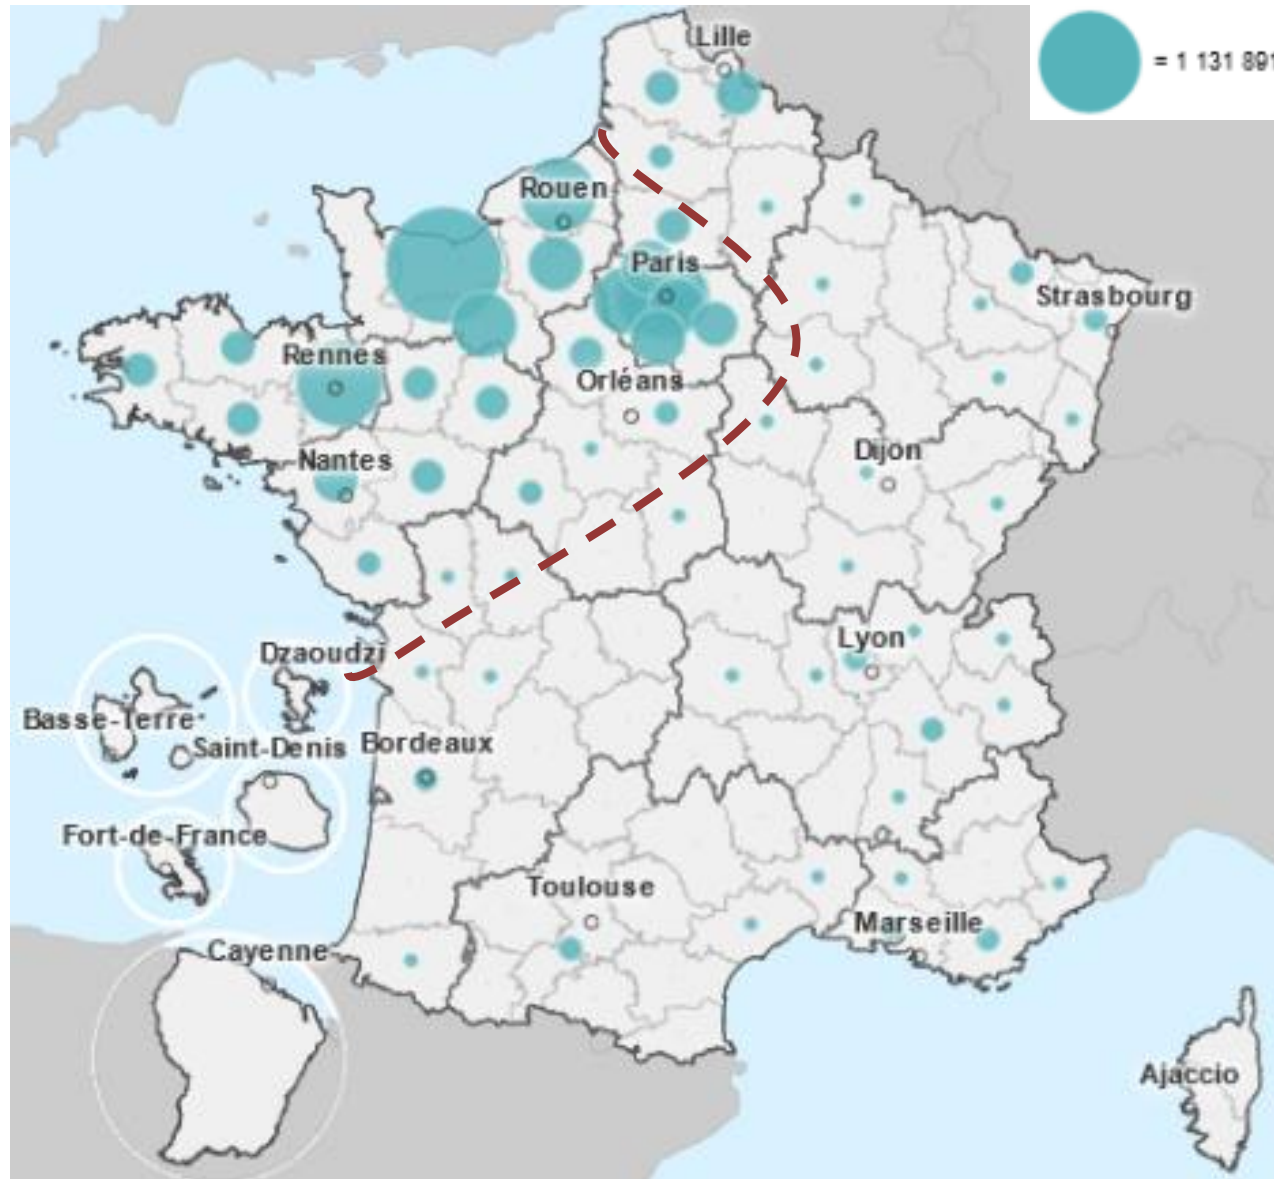 Lille
= 1 131 891
Rouen
Paris
Strasbourg
Rennes
Orléans
Nantes
Dijon
Lyon
Dzaoudzi
Basse-Terre
Saint-Denis
Bordeaux
Fort-de-France
Toulouse
Marseille
Cayenne
Ajaccio